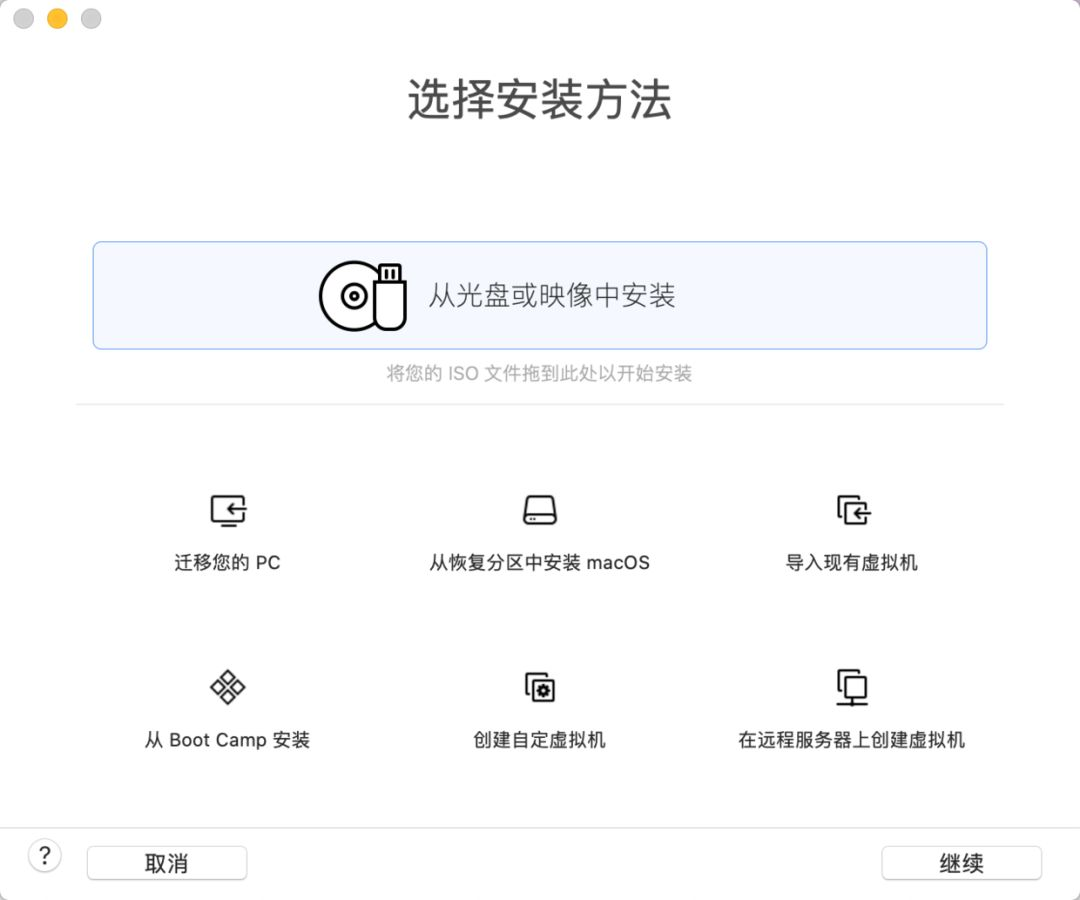 选择安装方法
从光盘或映像中安装
将您的 ISO 文件拖到此处以开始安装
迁移您的 PC
从恢复分区中安装 macOS
导入现有虚拟机
从 Boot Camp 安装
创建自定虚拟机
在远程服务器上创建虚拟机
?
取消
继续